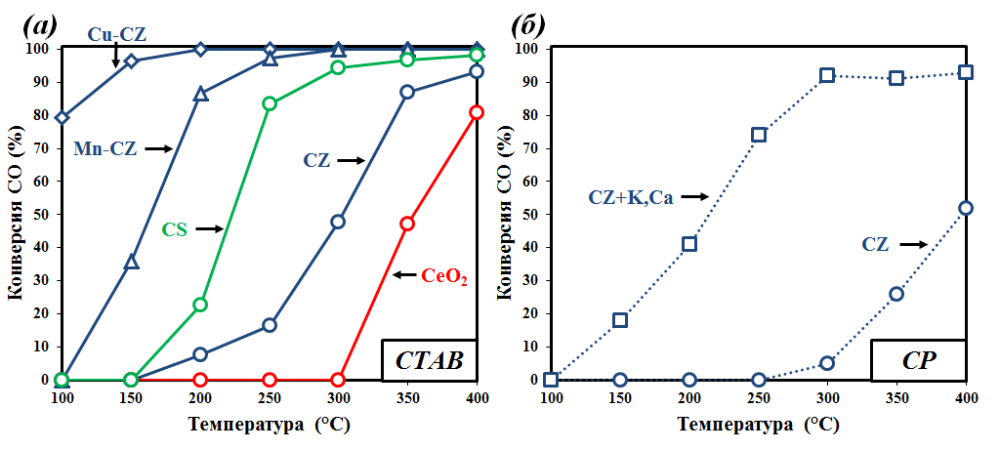 (а)
Cu-CZ
100
90
80
70
60
50
40
30
20
10
0
Конверсия CO (%)
Mn-CZ
CZ
CS
CeO₂
CTAB
100 150 200 250 300 350 400
Температура (°C)
(б)
100
90
80
70
60
50
40
30
20
10
0
Конверсия CO (%)
CZ+K,Ca
CZ
CP
100 150 200 250 300 350 400
Температура (°C)